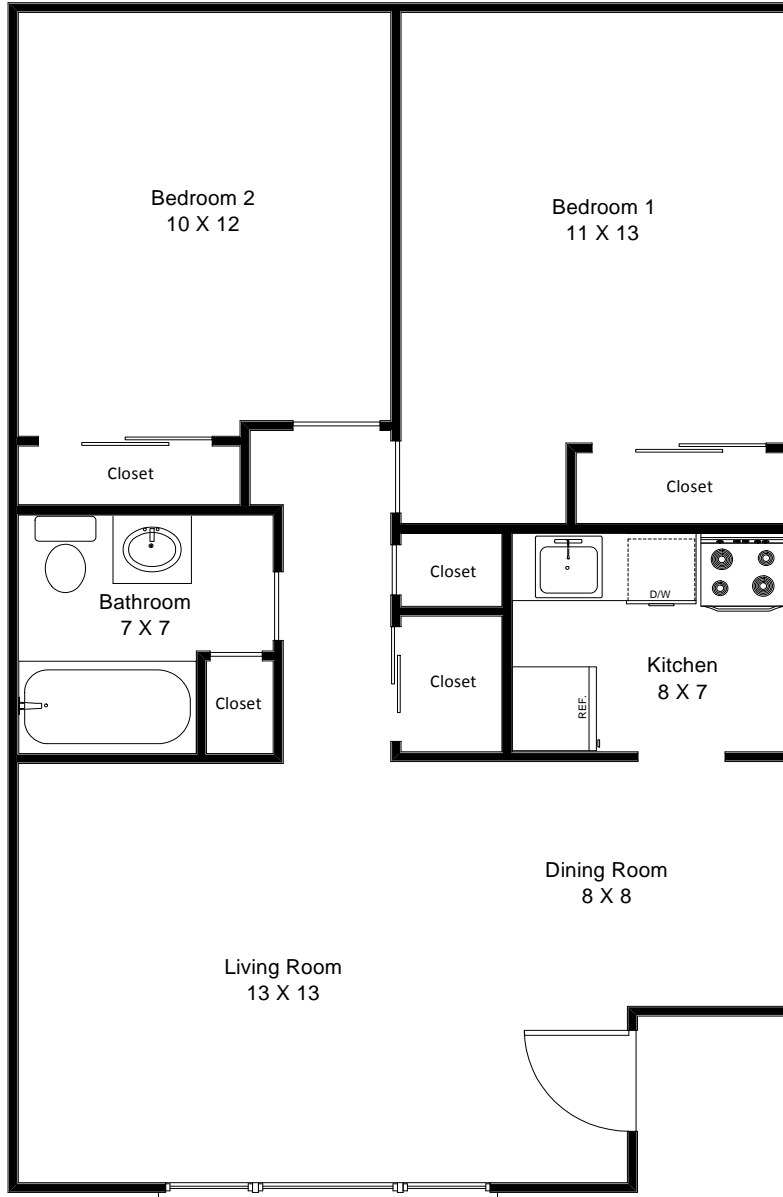 Bedroom 2
10 X 12
Bedroom 1
11 X 13
Closet
Closet
Closet
D/W
Bathroom
7 X 7
Kitchen
8 X 7
Closet
Closet
REF.
Dining Room
8 X 8
Living Room
13 X 13